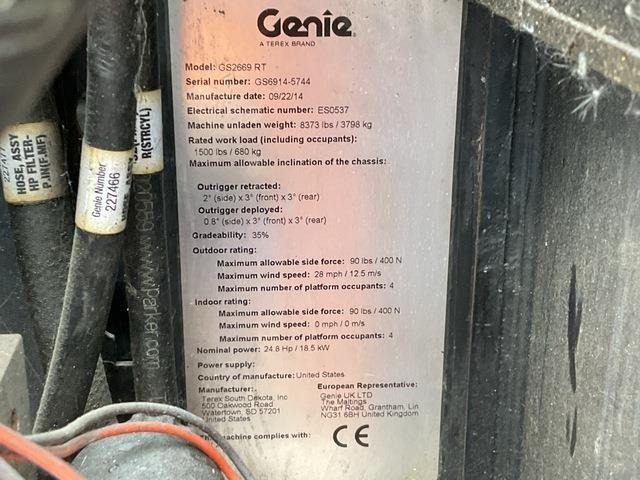 Genie
A TEREX BRAND
Model: GS2669 RT
Serial number: GS6914-5744
Manufacture date: 09/22/14
Electrical schematic number: ES0537
Machine unladen weight: 8373 lbs / 3798 kg
Rated work load (including occupants):
1500 lbs / 680 kg
Maximum allowable inclination of the chassis:
Outrigger retracted:
2° (side) x 3° (front) x 3° (rear)
Outrigger deployed:
0.8° (side) x 3° (front) x 3° (rear)
Gradeability: 35%
Outdoor rating:
Maximum allowable side force: 90 lbs / 400 N
Maximum wind speed: 28 mph / 12.5 m/s
Maximum number of platform occupants: 4
Indoor rating:
Maximum allowable side force: 90 lbs / 400 N
Maximum wind speed: 0 mph / 0 m/s
Maximum number of platform occupants: 4
Nominal power: 24.8 Hp / 18.5 kW
Power supply:
Country of manufacture: United States
Manufacturer:
Terex South Dakota, Inc
500 Oakwood Road
Watertown, SD 57201
United States
European Representative:
Genie UK LTD
The Maltings
Wharf Road, Grantham, Lin
NG31 6BH United Kingdom
machine complies with:
CE
HOSE, ASSY
HP FILTER-
P.JN(F.MF)
Genie Number
227466
R(STRCYL)
www.parker.com